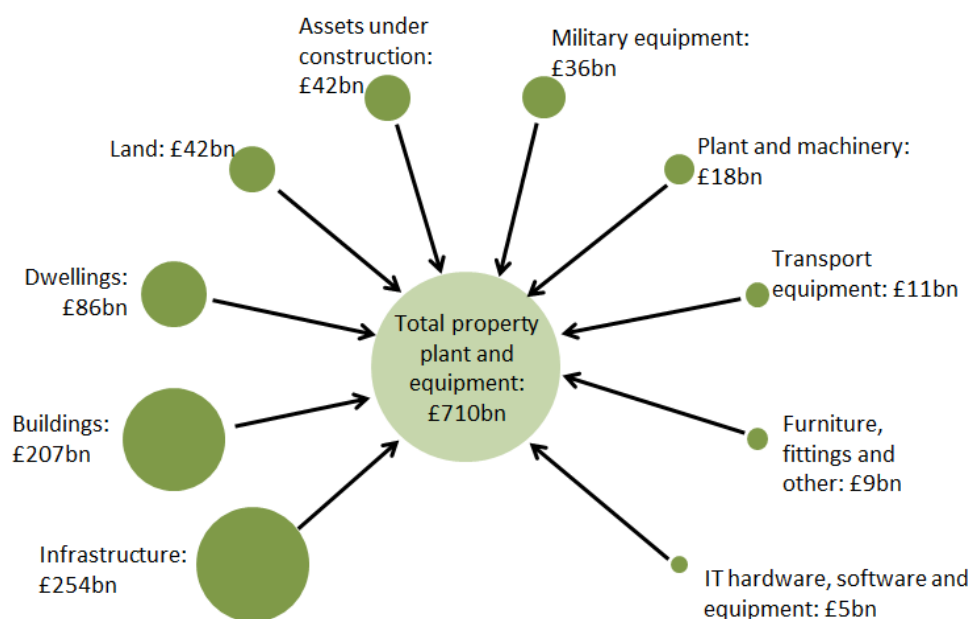 Assets under
construction:
£42bn
Military equipment:
£36bn
Land: £42bn
Plant and machinery:
£18bn
Dwellings:
£86bn
Transport
equipment: £11bn
Total property
plant and
equipment:
£710bn
Buildings:
£207bn
Furniture,
fittings and
other: £9bn
Infrastructure:
£254bn
IT hardware, software and
equipment: £5bn